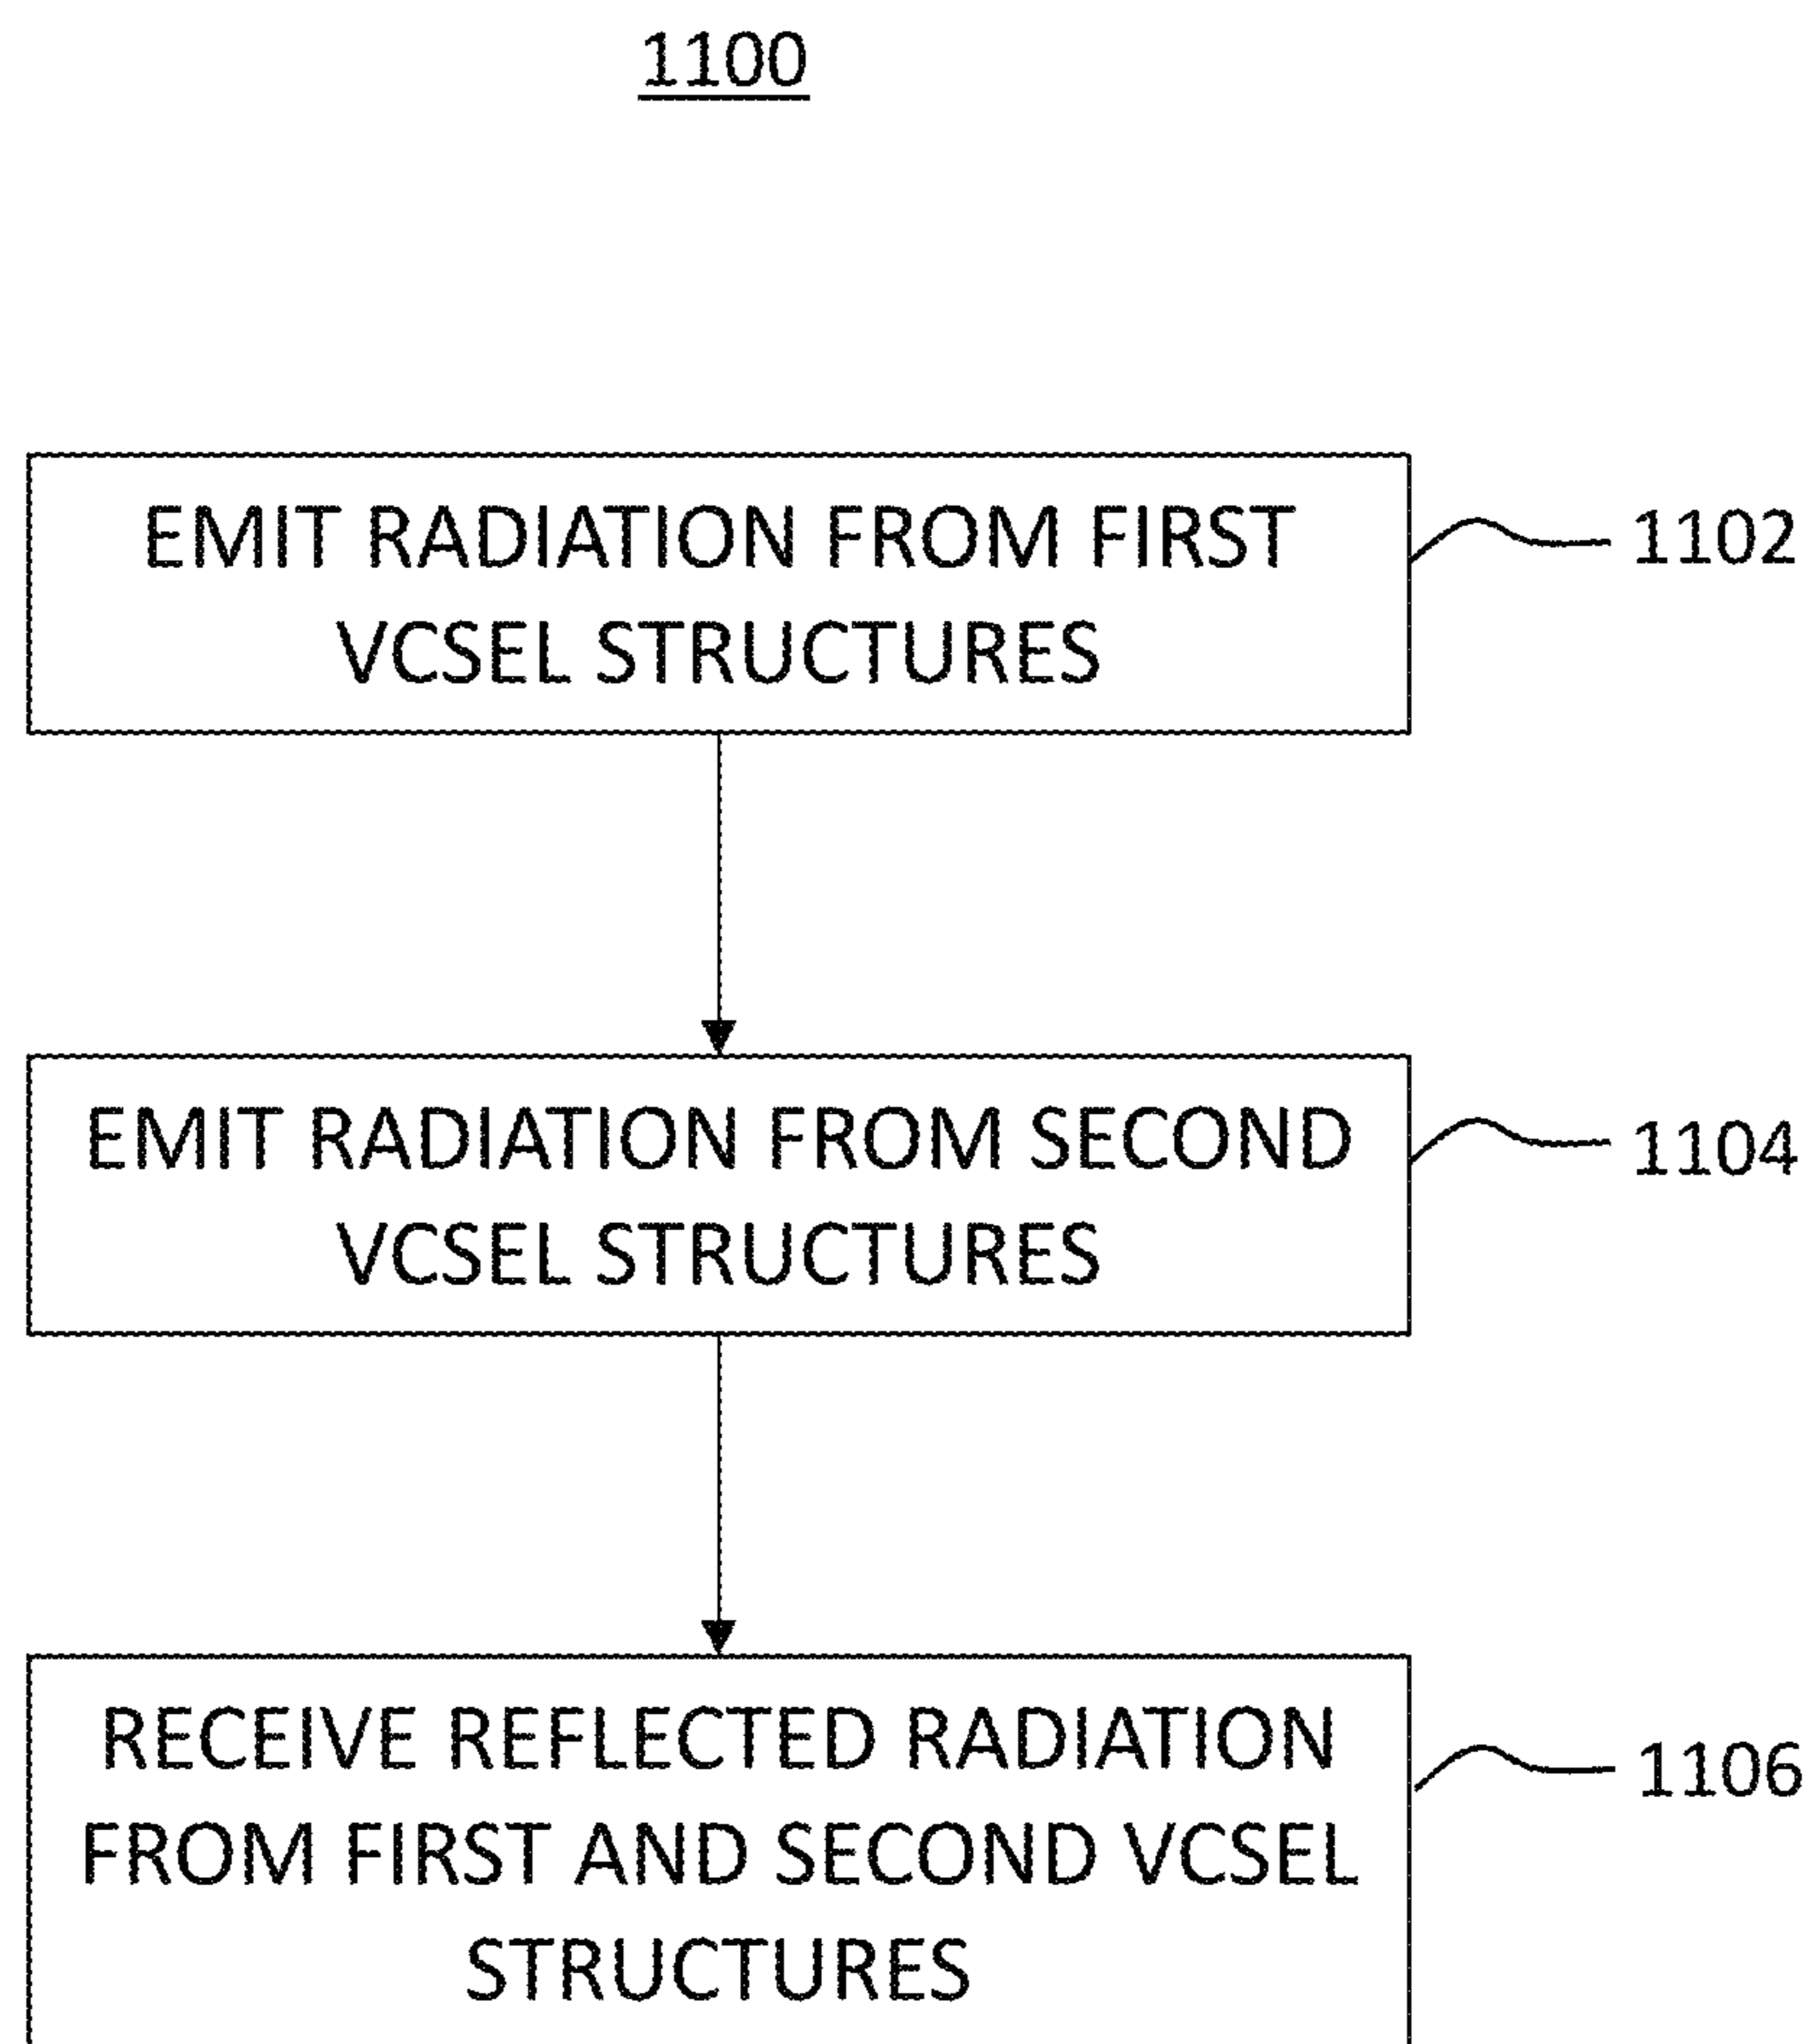 1100
EMIT RADIATION FROM FIRST
VCSEL STRUCTURES
1102
EMIT RADIATION FROM SECOND
VCSEL STRUCTURES
1104
RECEIVE REFLECTED RADIATION
FROM FIRST AND SECOND VCSEL
STRUCTURES
1106